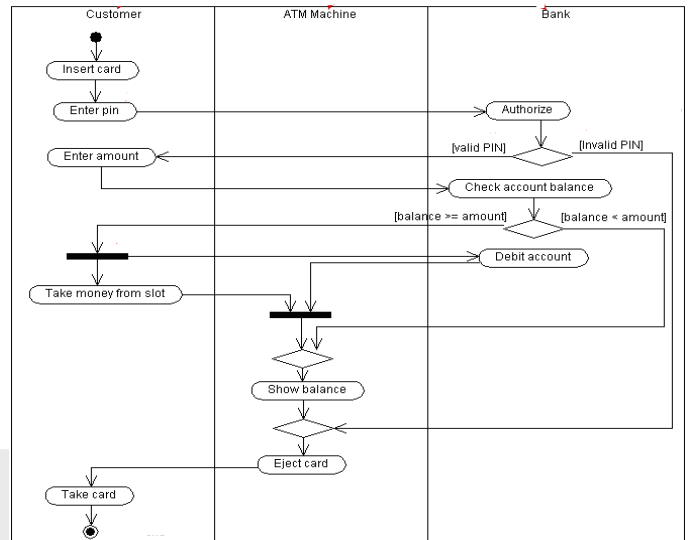 Customer
ATM Machine
Bank
Insert card
Enter pin
Authorize
[valid PIN]
[Invalid PIN]
Enter amount
Check account balance
[balance >= amount]
[balance < amount]
Debit account
Take money from slot
Show balance
Eject card
Take card